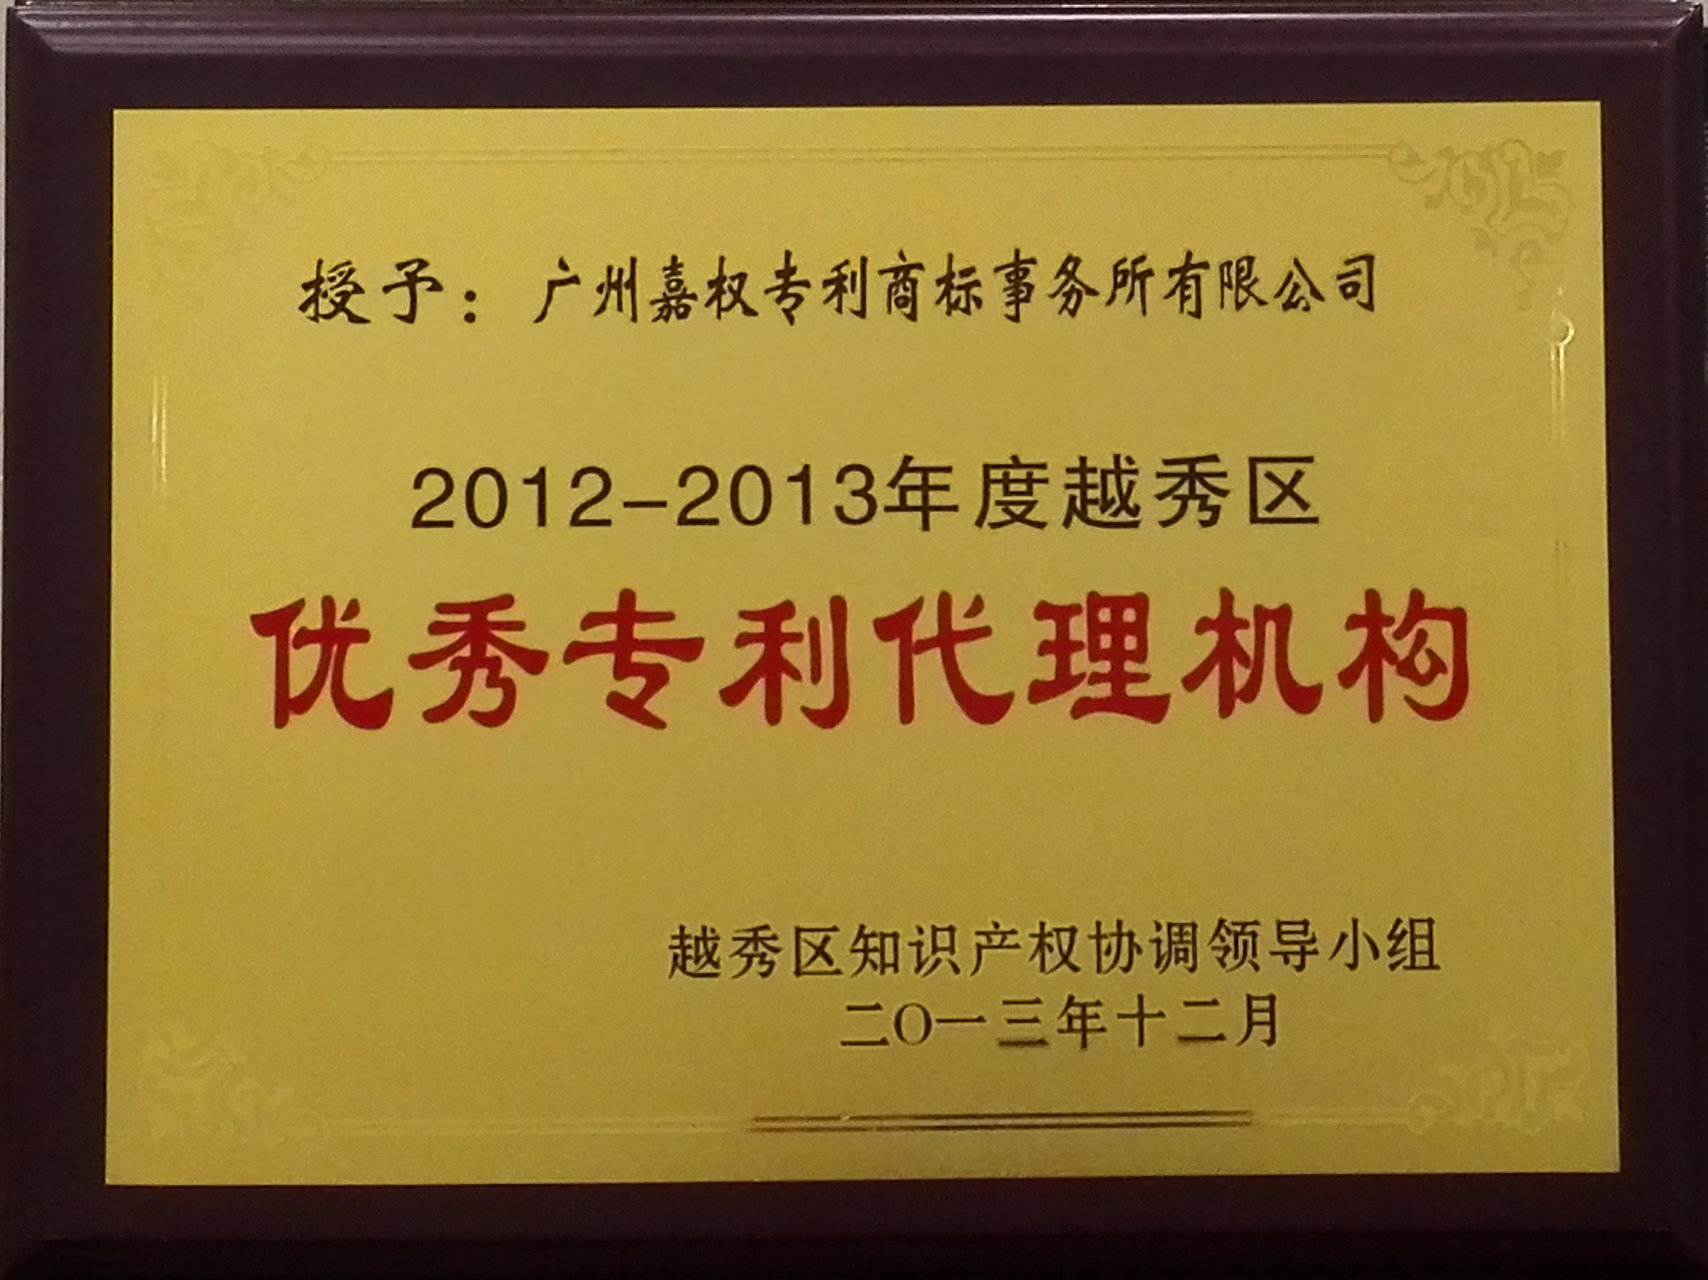 授予：广州嘉权专利商标事务所有限公司
2012-2013年度越秀区
优秀专利代理机构
越秀区知识产权协调领导小组
二〇一三年十二月